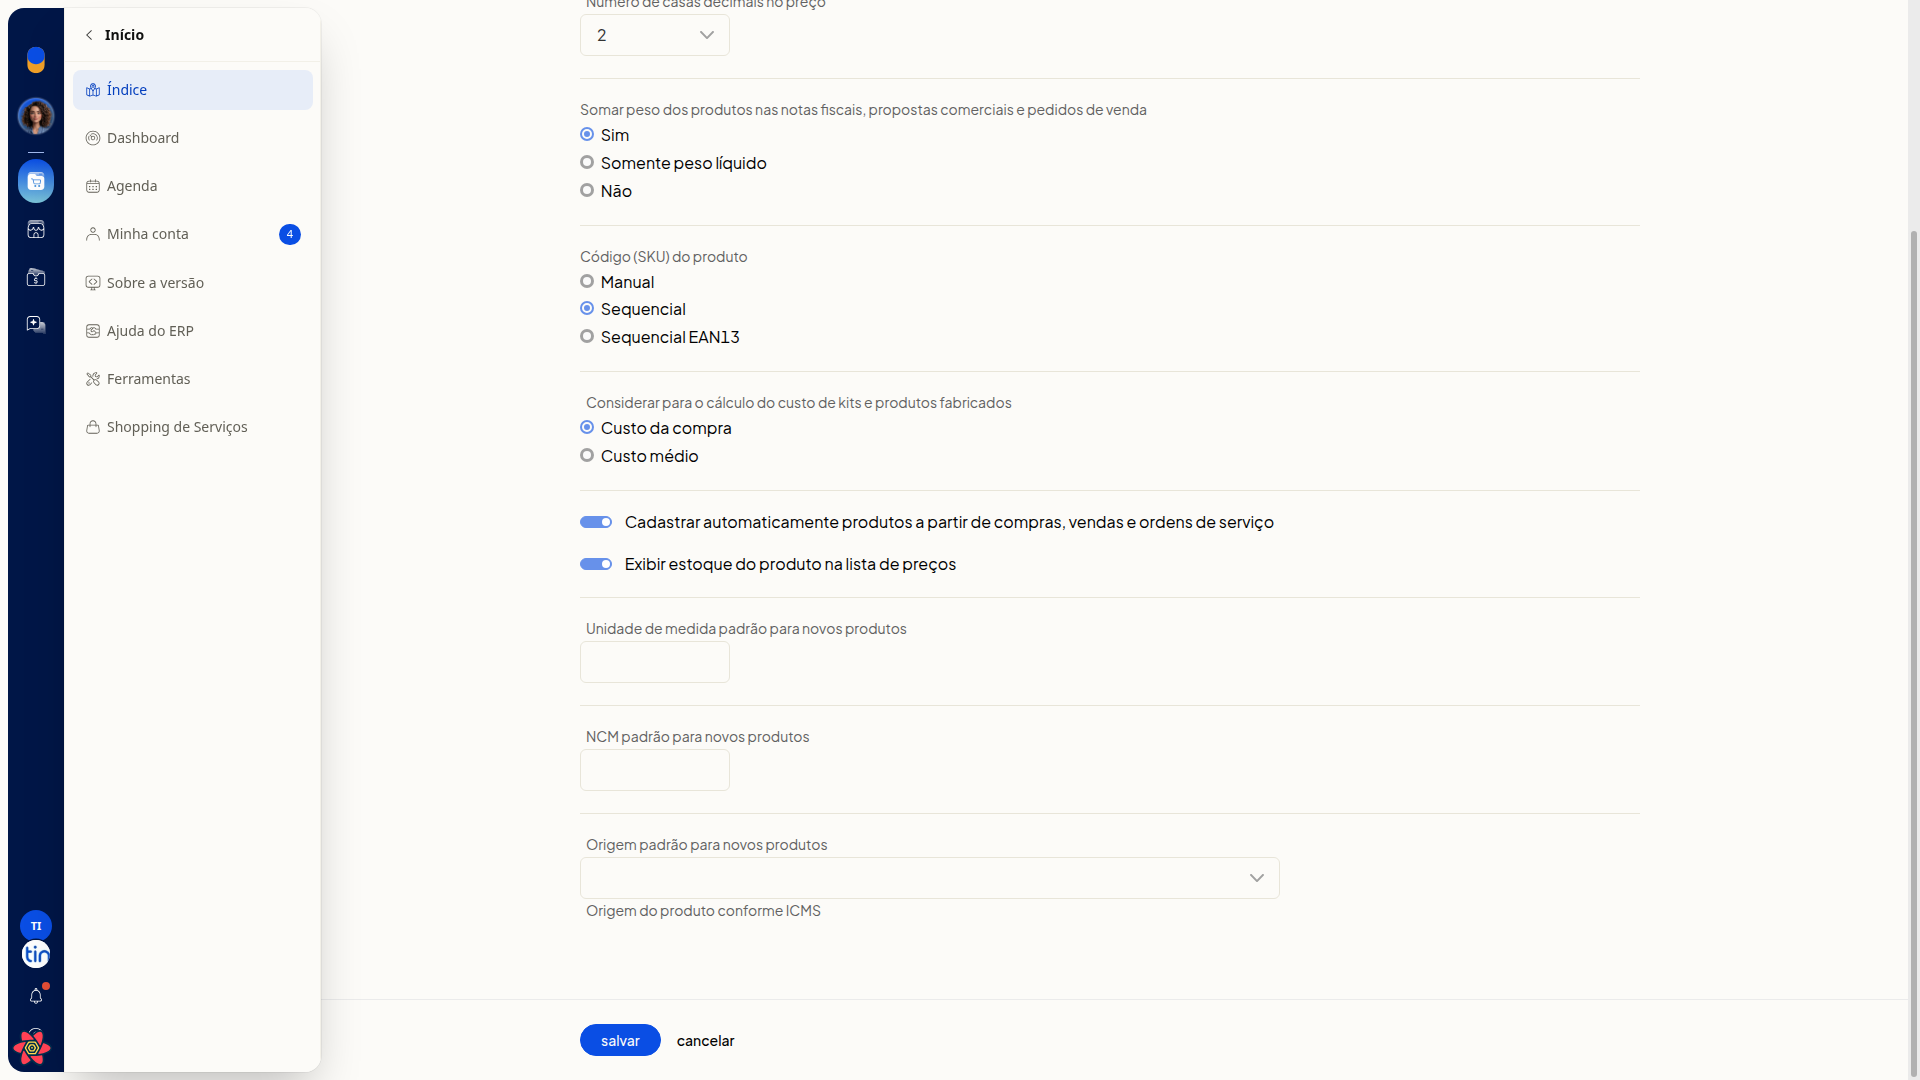 Início
Índice
Dashboard
Agenda
Minha conta
4
Sobre a versão
Ajuda do ERP
Ferramentas
Shopping de Serviços
TI
tin
Número de casas decimais no preço
2
Somar peso dos produtos nas notas fiscais, propostas comerciais e pedidos de venda
Sim
Somente peso líquido
Não
Código (SKU) do produto
Manual
Sequencial
Sequencial EAN13
Considerar para o cálculo do custo de kits e produtos fabricados
Custo da compra
Custo médio
Cadastrar automaticamente produtos a partir de compras, vendas e ordens de serviço
Exibir estoque do produto na lista de preços
Unidade de medida padrão para novos produtos
NCM padrão para novos produtos
Origem padrão para novos produtos
Origem do produto conforme ICMS
salvar
cancelar